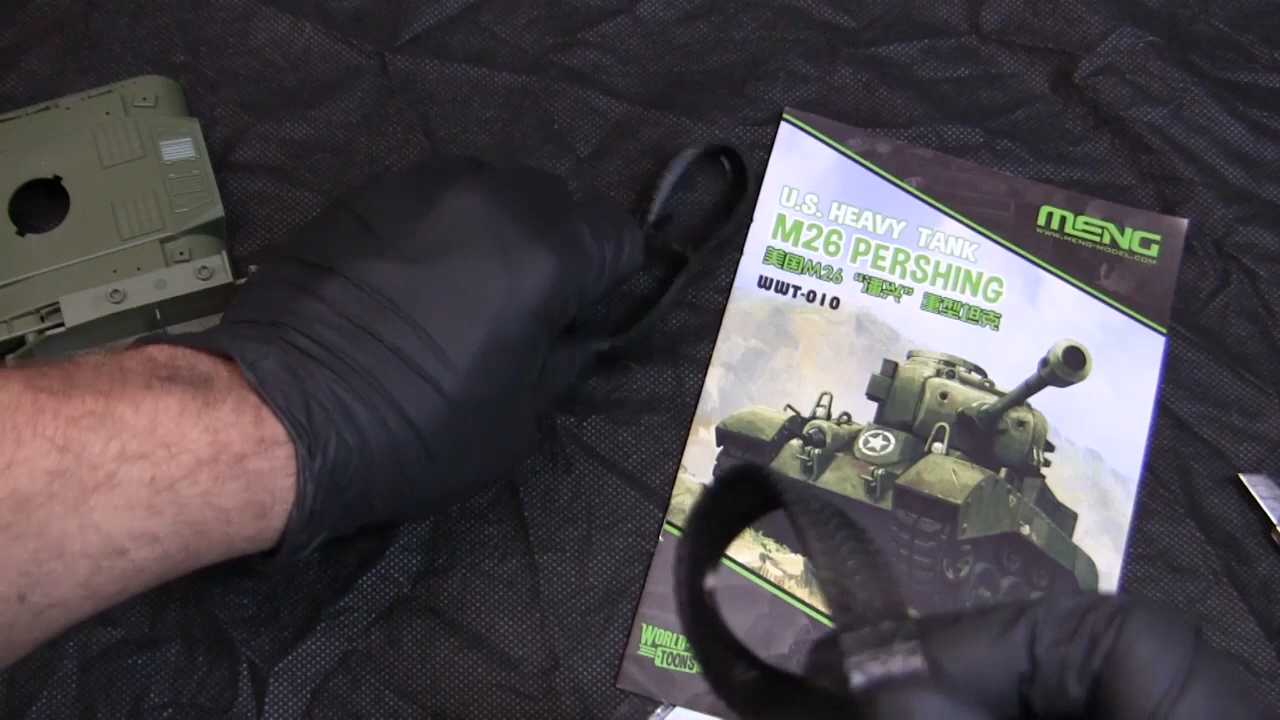 MENG
WWW.MENG-MODEL.COM
U.S. HEAVY TANK
M26 PERSHING
美国M26 “潘兴” 重型坦克
WWT-010
WORLD
TOONS